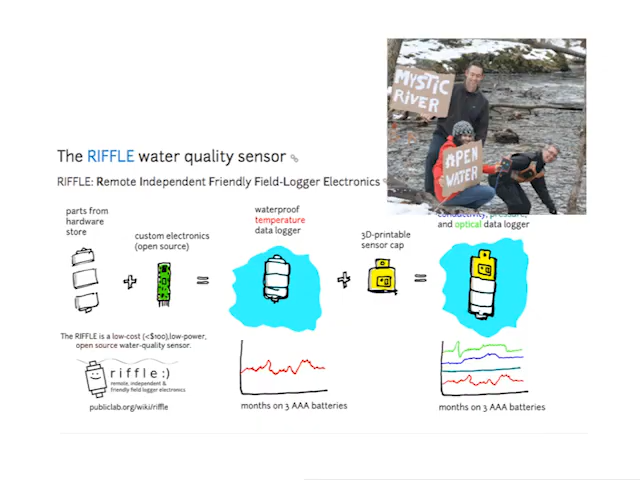 MYSTIC
RIVER
OPEN
WATER
The RIFFLE water quality sensor
RIFFLE: Remote Independent Friendly Field-Logger Electronics
parts from
hardware
store
custom electronics
(open source)
waterproof
temperature
data logger
3D-printable
sensor cap
conductivity, pressure,
and optical data logger
+
=
+
=
The RIFFLE is a low-cost (<$100),low-power,
open source water-quality sensor.
riffle:)
remote, independent &
friendly field logger electronics
publiclab.org/wiki/riffle
months on 3 AAA batteries
months on 3 AAA batteries